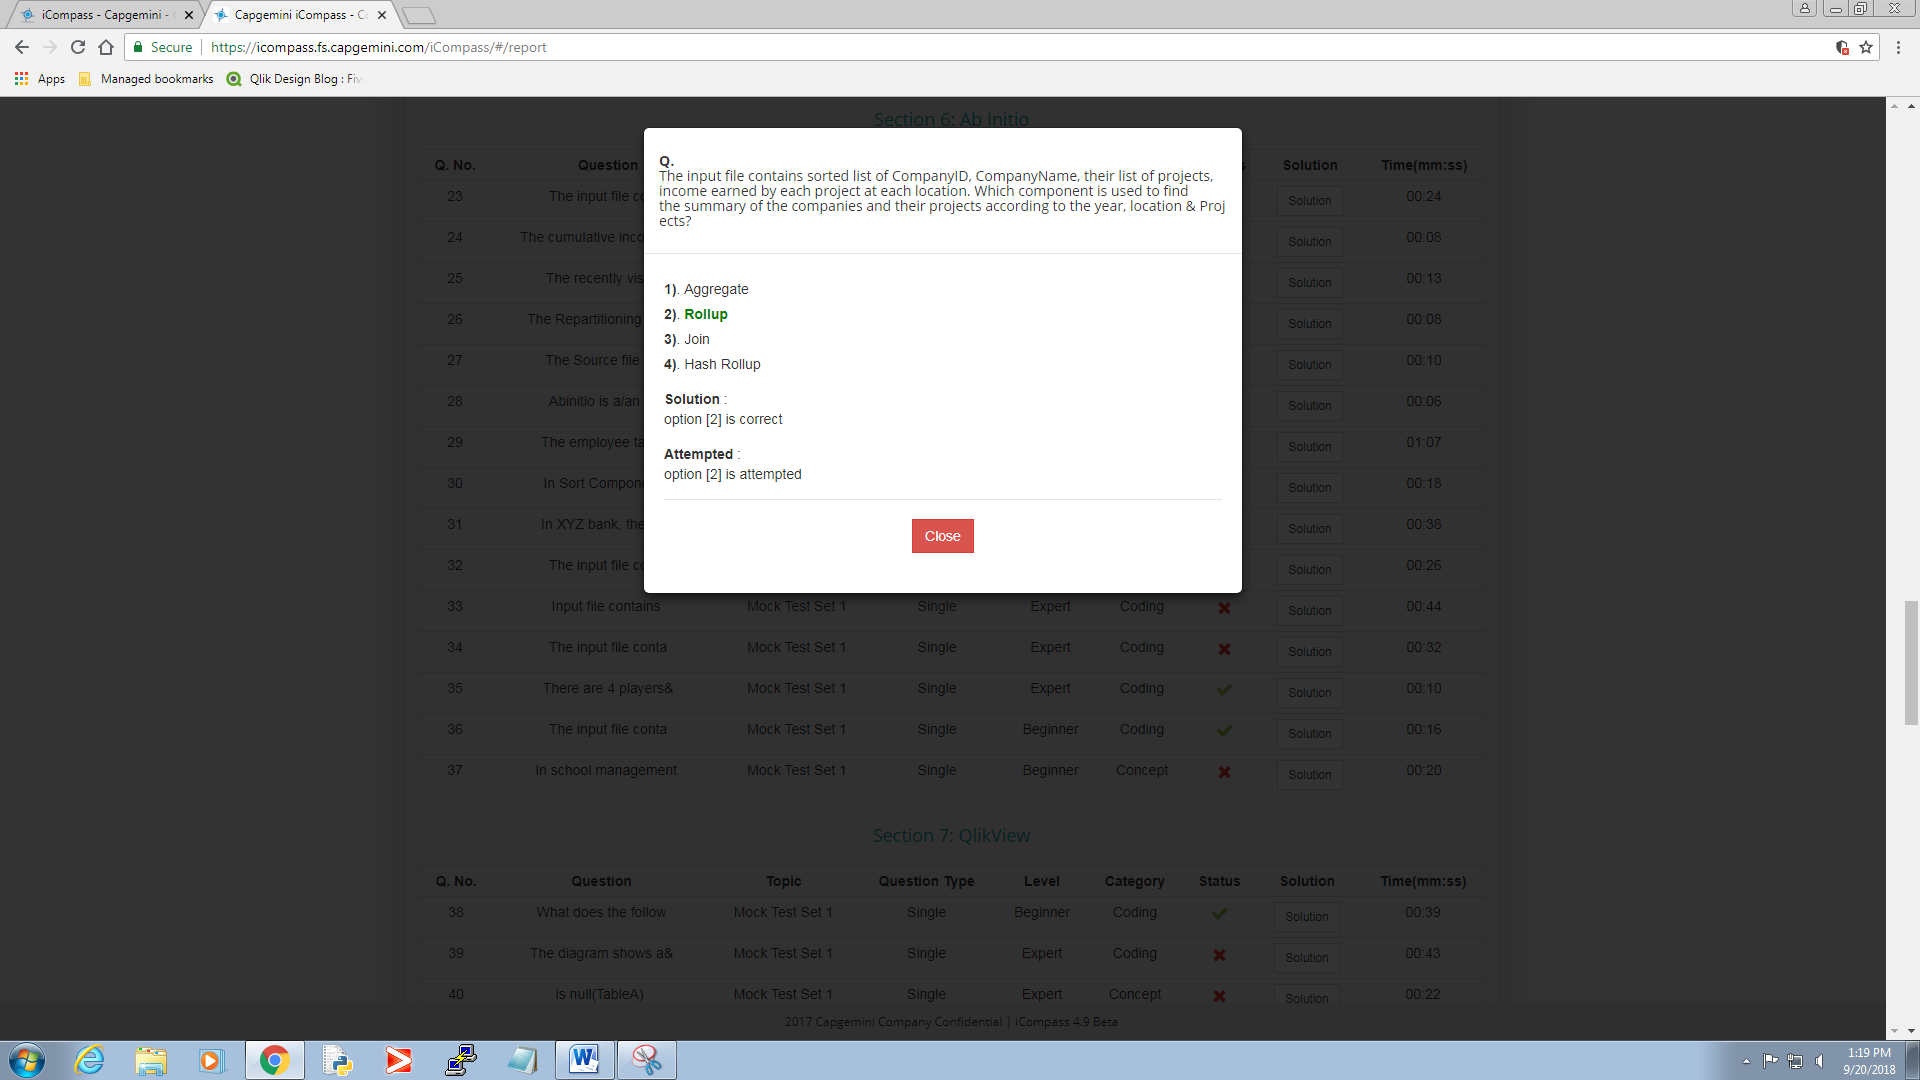 iCompass - Capgemini -
Capgemini iCompass - Co
Secure
https://icompass.fs.capgemini.com/iCompass/#/report
Apps
Managed bookmarks
Qlik Design Blog : Fiv
Section 6: Ab Initio
Q. No. Question Solution Time(mm:ss)
23 The input file co Solution 00:24
24 The cumulative inco Solution 00:08
25 The recently vis Solution 00:13
26 The Repartitioning Solution 00:08
27 The Source file Solution 00:10
28 Abinitio is a/an Solution 00:06
29 The employee ta Solution 01:07
30 In Sort Compone Solution 00:18
31 In XYZ bank, the Solution 00:38
32 The input file co Solution 00:26
Q.
The input file contains sorted list of CompanyID, CompanyName, their list of projects,
income earned by each project at each location. Which component is used to find
the summary of the companies and their projects according to the year, location & Proj
ects?
1). Aggregate
2). Rollup
3). Join
4). Hash Rollup
Solution :
option [2] is correct
Attempted :
option [2] is attempted
Close
33 Input file contains Mock Test Set 1 Single Expert Coding Solution 00:44
34 The input file conta Mock Test Set 1 Single Expert Coding Solution 00:32
35 There are 4 players& Mock Test Set 1 Single Expert Coding Solution 00:10
36 The input file conta Mock Test Set 1 Single Beginner Coding Solution 00:16
37 In school management Mock Test Set 1 Single Beginner Concept Solution 00:20
Section 7: QlikView
Q. No. Question Topic Question Type Level Category Status Solution Time(mm:ss)
38 What does the follow Mock Test Set 1 Single Beginner Coding Solution 00:39
39 The diagram shows a& Mock Test Set 1 Single Expert Coding Solution 00:43
40 is null(TableA) Mock Test Set 1 Single Expert Concept Solution 00:22
2017 Capgemini Company Confidential | iCompass 4.9 Beta
1:19 PM
9/20/2018